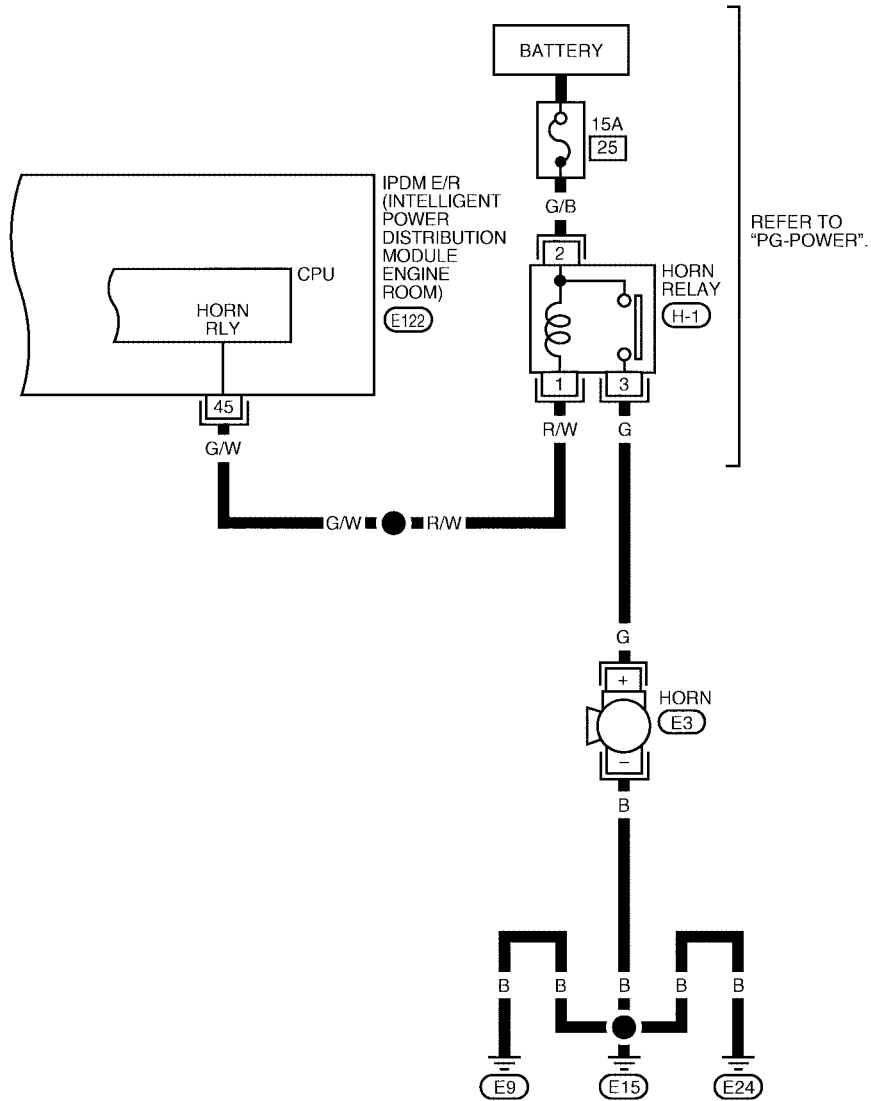 BATTERY
15A
25
G/B
2
IPDM E/R
(INTELLIGENT
POWER
DISTRIBUTION
MODULE
ENGINE
ROOM)
E122
CPU
HORN
RLY
45
G/W
HORN
RELAY
H-1
1
3
R/W
G
REFER TO
"PG-POWER".
G/W
R/W
G
+
HORN
E3
–
B
B
B
B
B
B
E9
E15
E24